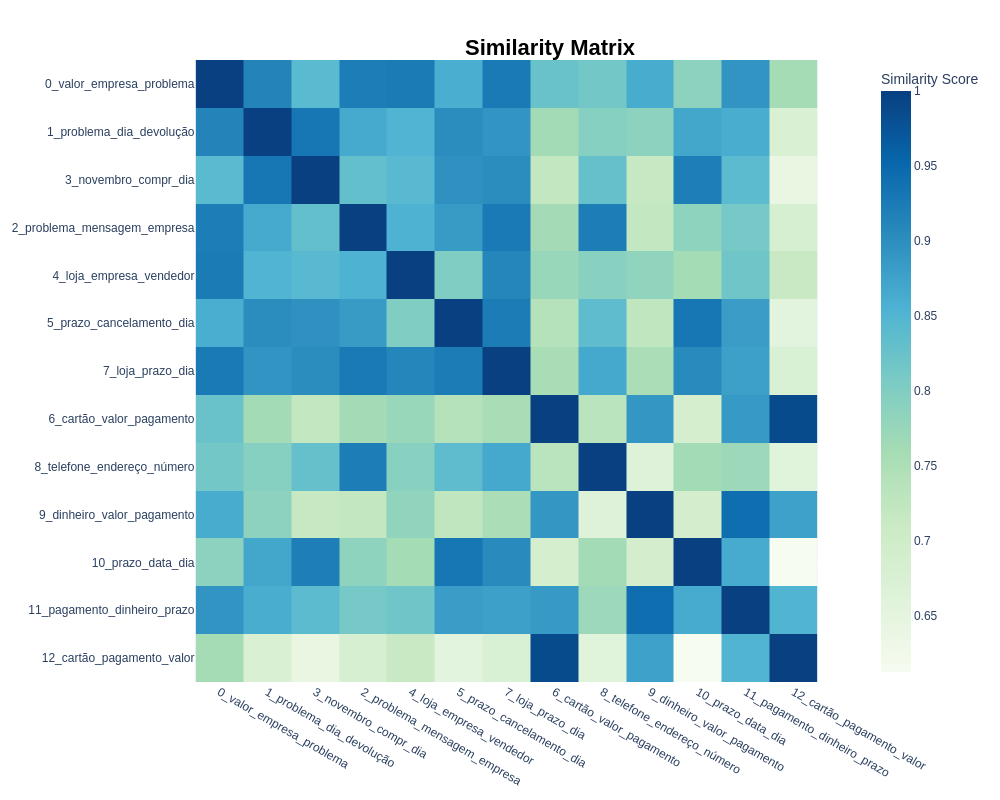 Similarity Matrix
Similarity Score
0_valor_empresa_problema
1_problema_dia_devolução
3_novembro_compr_dia
2_problema_mensagem_empresa
4_loja_empresa_vendedor
5_prazo_cancelamento_dia
7_loja_prazo_dia
6_cartão_valor_pagamento
8_telefone_endereço_número
9_dinheiro_valor_pagamento
10_prazo_data_dia
11_pagamento_dinheiro_prazo
12_cartão_pagamento_valor
1
0.95
0.9
0.85
0.8
0.75
0.7
0.65
0_valor_empresa_problema
1_problema_dia_devolução
3_novembro_compr_dia
2_problema_mensagem_empresa
4_loja_empresa_vendedor
5_prazo_cancelamento_dia
7_loja_prazo_dia
6_cartão_valor_pagamento
8_telefone_endereço_número
9_dinheiro_valor_pagamento
10_prazo_data_dia
11_pagamento_dinheiro_prazo
12_cartão_pagamento_valor